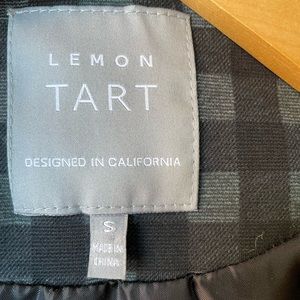 LEMON
TART
DESIGNED IN CALIFORNIA
S
MADE IN
CHINA